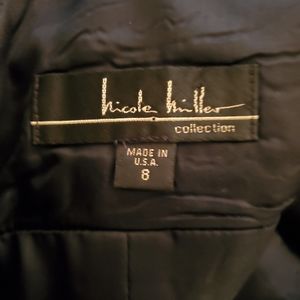 nicole miller
collection
MADE IN
U.S.A.
8